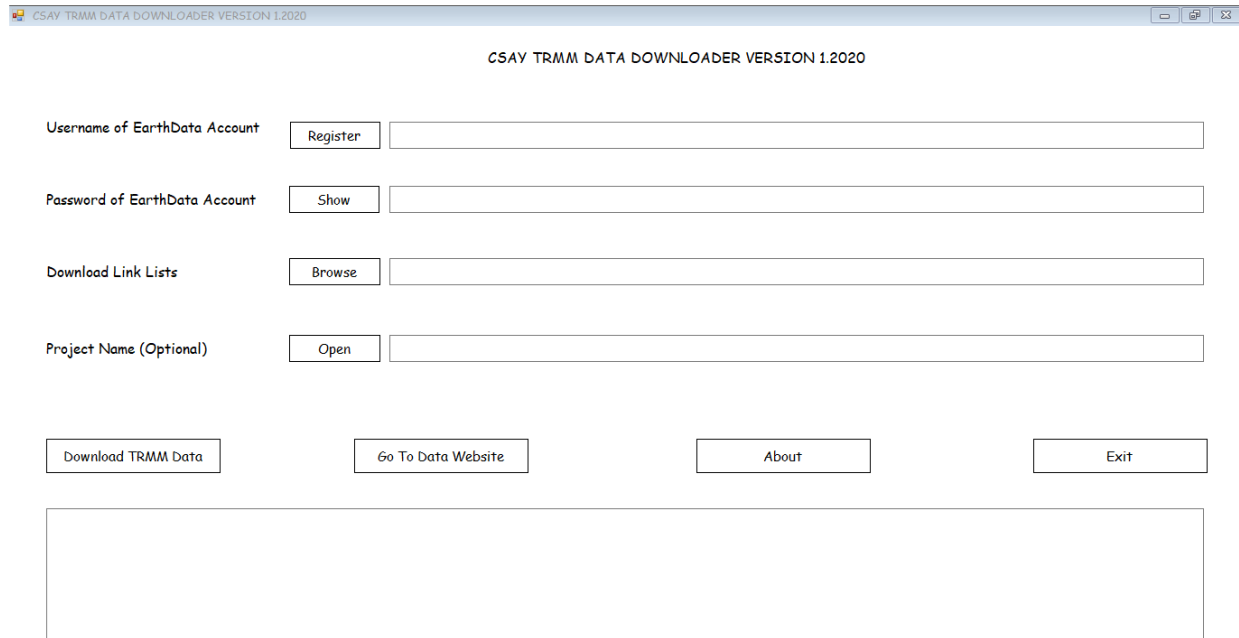 CSAY TRMM DATA DOWNLOADER VERSION 1.2020
CSAY TRMM DATA DOWNLOADER VERSION 1.2020
Username of EarthData Account
Register
Password of EarthData Account
Show
Download Link Lists
Browse
Project Name (Optional)
Open
Download TRMM Data
Go To Data Website
About
Exit